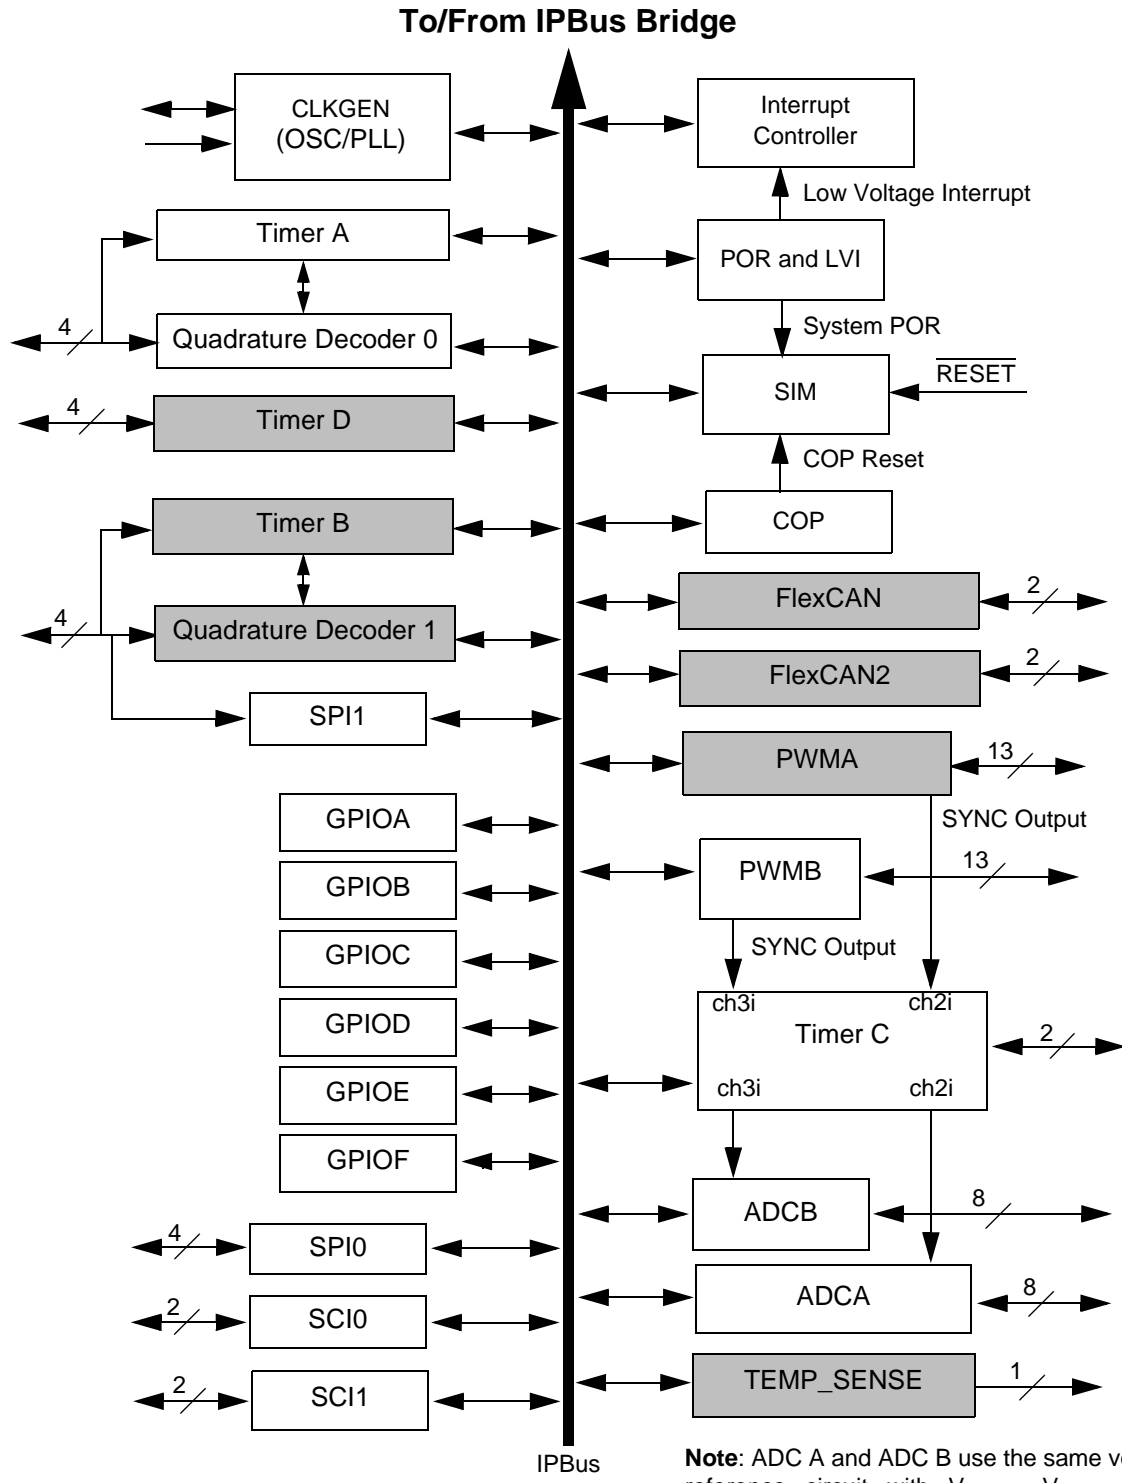 To/From IPBus Bridge
CLKGEN
(OSC/PLL)
Timer A
4
Quadrature Decoder 0
4
Timer D
Timer B
4
Quadrature Decoder 1
SPI1
GPIOA
GPIOB
GPIOC
GPIOD
GPIOE
GPIOF
4
SPI0
2
SCI0
2
SCI1
Interrupt
Controller
Low Voltage Interrupt
POR and LVI
System POR
SIM
RESET
COP Reset
COP
FlexCAN
2
FlexCAN2
2
PWMA
13
SYNC Output
PWMB
13
SYNC Output
ch3i
ch2i
Timer C
2
ch3i
ch2i
ADCB
8
ADCA
8
TEMP_SENSE
1
IPBus
Note: ADC A and ADC B use the same
reference circuit with